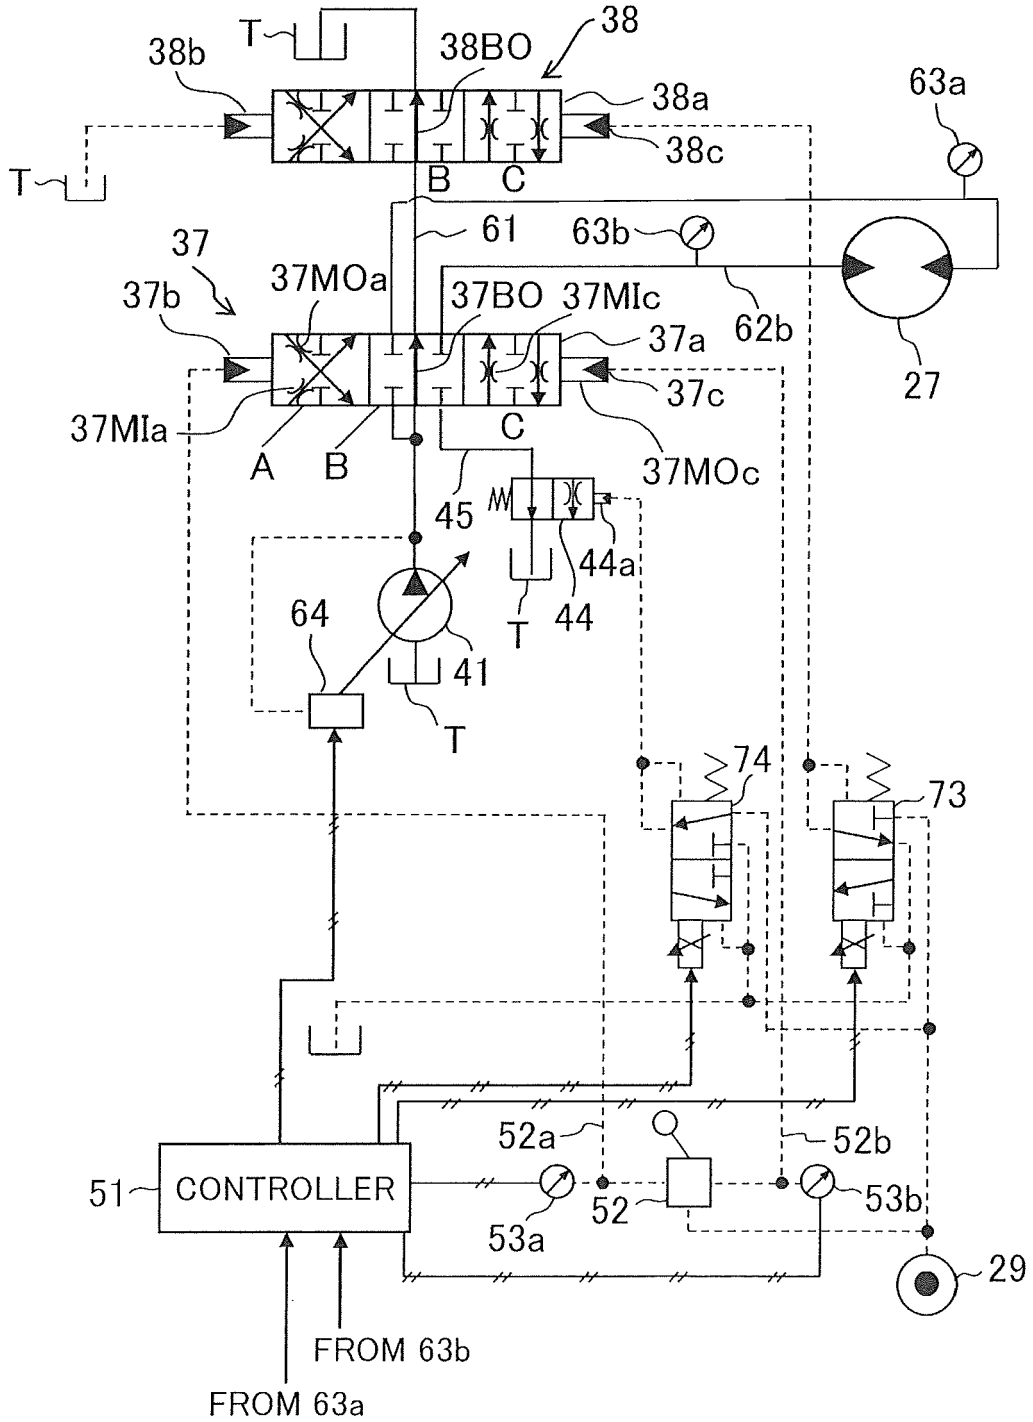 T
38
38b
38BO
63a
38a
38c
T
B
C
61
63b
37
37MOa
37b
37BO
37MIc
37a
62b
27
37c
37MIa
A
B
C
37MOc
45
44a
44
T
64
41
T
74
73
52a
52b
51
CONTROLLER
53a
52
53b
29
FROM 63b
FROM 63a